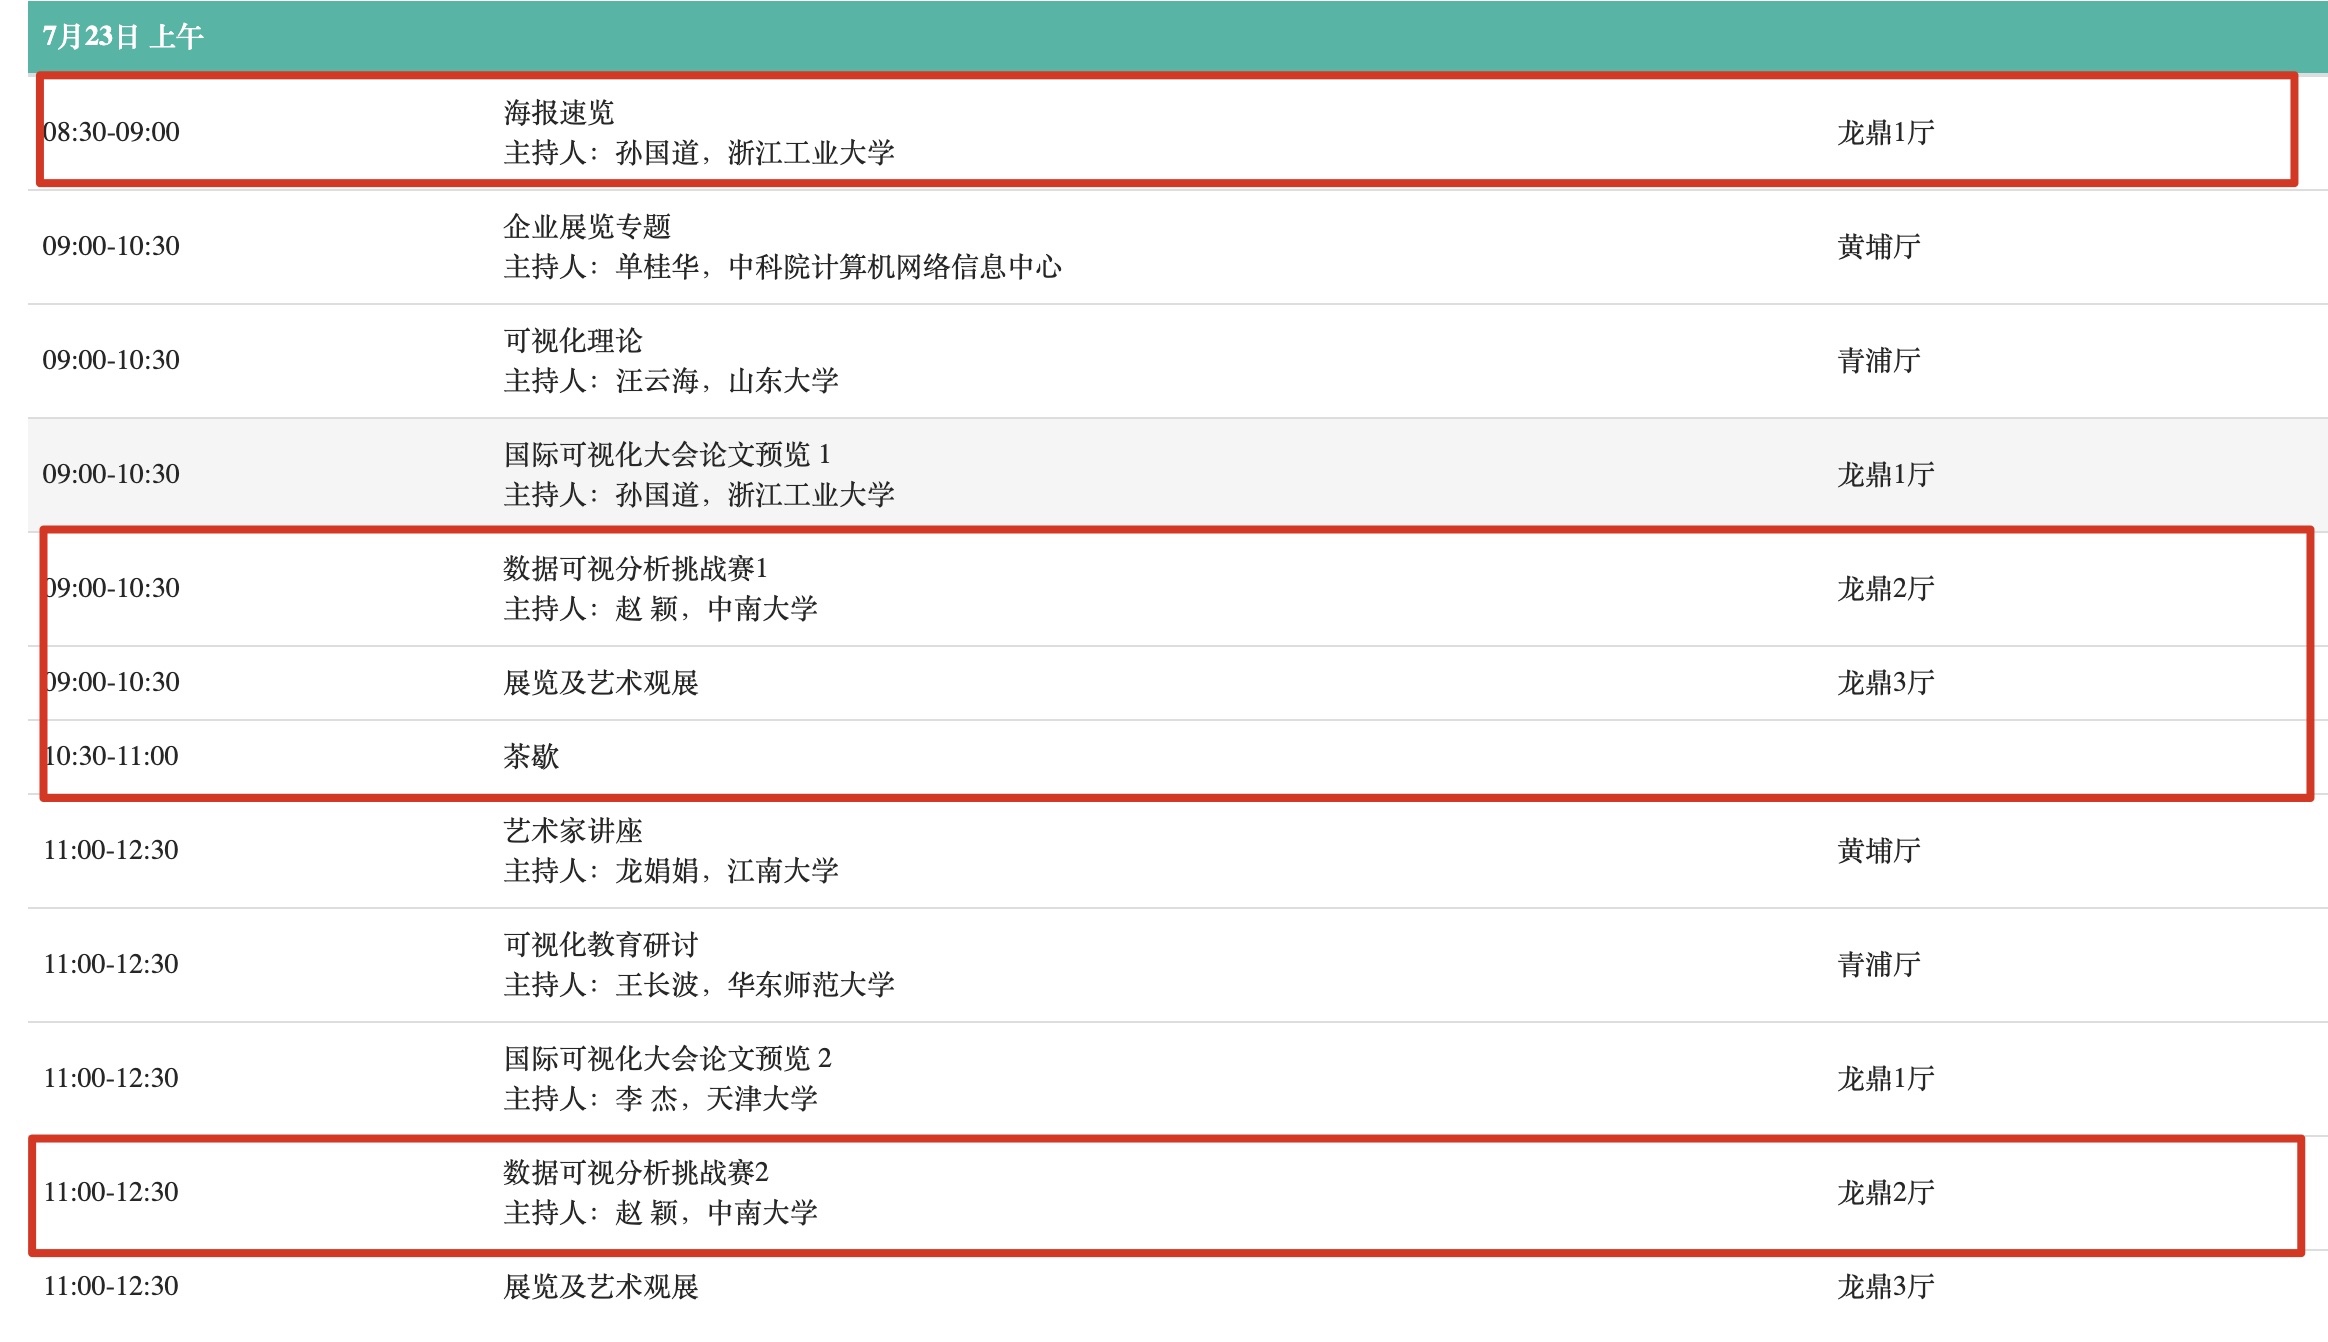 7月23日 上午
08:30-09:00
海报速览
主持人：孙国道，浙江工业大学
龙鼎1厅
09:00-10:30
企业展览专题
主持人：单桂华，中科院计算机网络信息中心
黄埔厅
09:00-10:30
可视化理论
主持人：汪云海，山东大学
青浦厅
09:00-10:30
国际可视化大会论文预览 1
主持人：孙国道，浙江工业大学
龙鼎1厅
09:00-10:30
数据可视分析挑战赛1
主持人：赵 颖，中南大学
龙鼎2厅
09:00-10:30
展览及艺术观展
龙鼎3厅
10:30-11:00
茶歇
11:00-12:30
艺术家讲座
主持人：龙娟娟，江南大学
黄埔厅
11:00-12:30
可视化教育研讨
主持人：王长波，华东师范大学
青浦厅
11:00-12:30
国际可视化大会论文预览 2
主持人：李 杰，天津大学
龙鼎1厅
11:00-12:30
数据可视分析挑战赛2
主持人：赵 颖，中南大学
龙鼎2厅
11:00-12:30
展览及艺术观展
龙鼎3厅